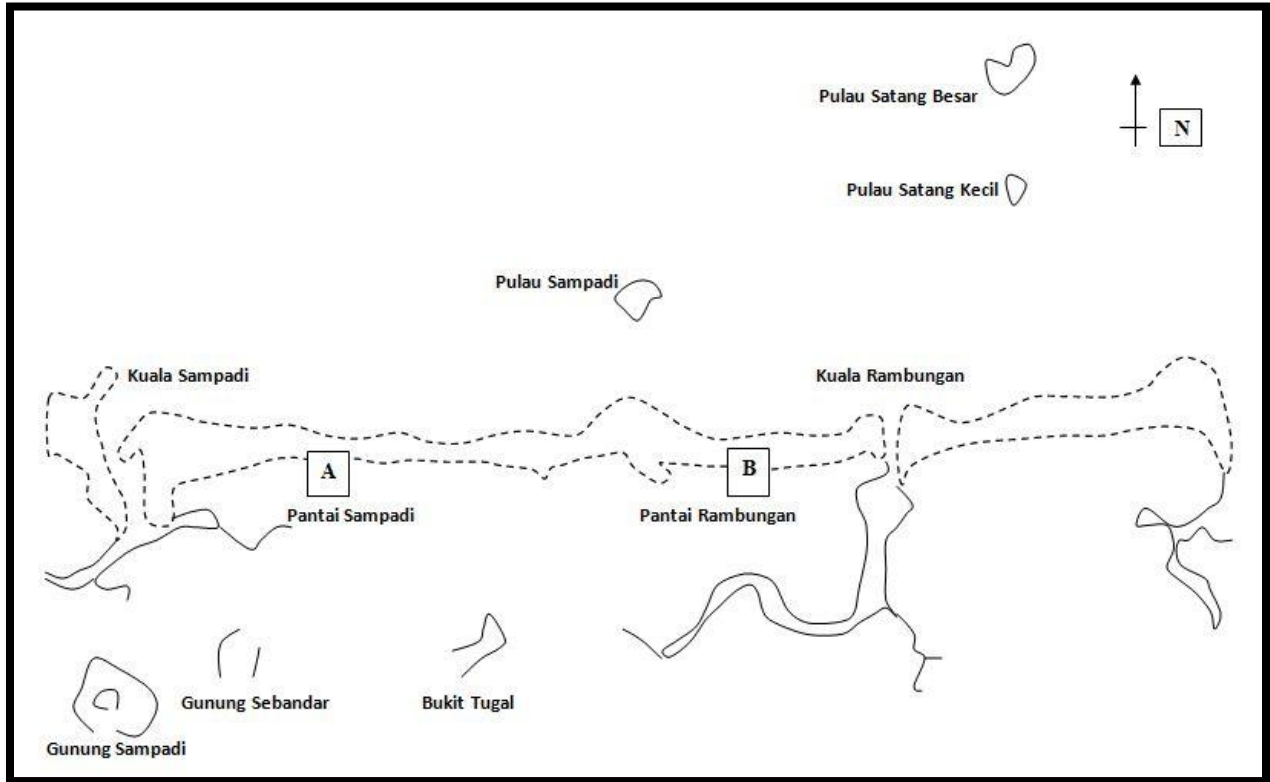 Pulau Satang Besar
N
Pulau Satang Kecil
Pulau Sampadi
Kuala Sampadi
Kuala Rambungan
A
B
Pantai Sampadi
Pantai Rambungan
Gunung Sebandar
Bukit Tugal
Gunung Sampadi